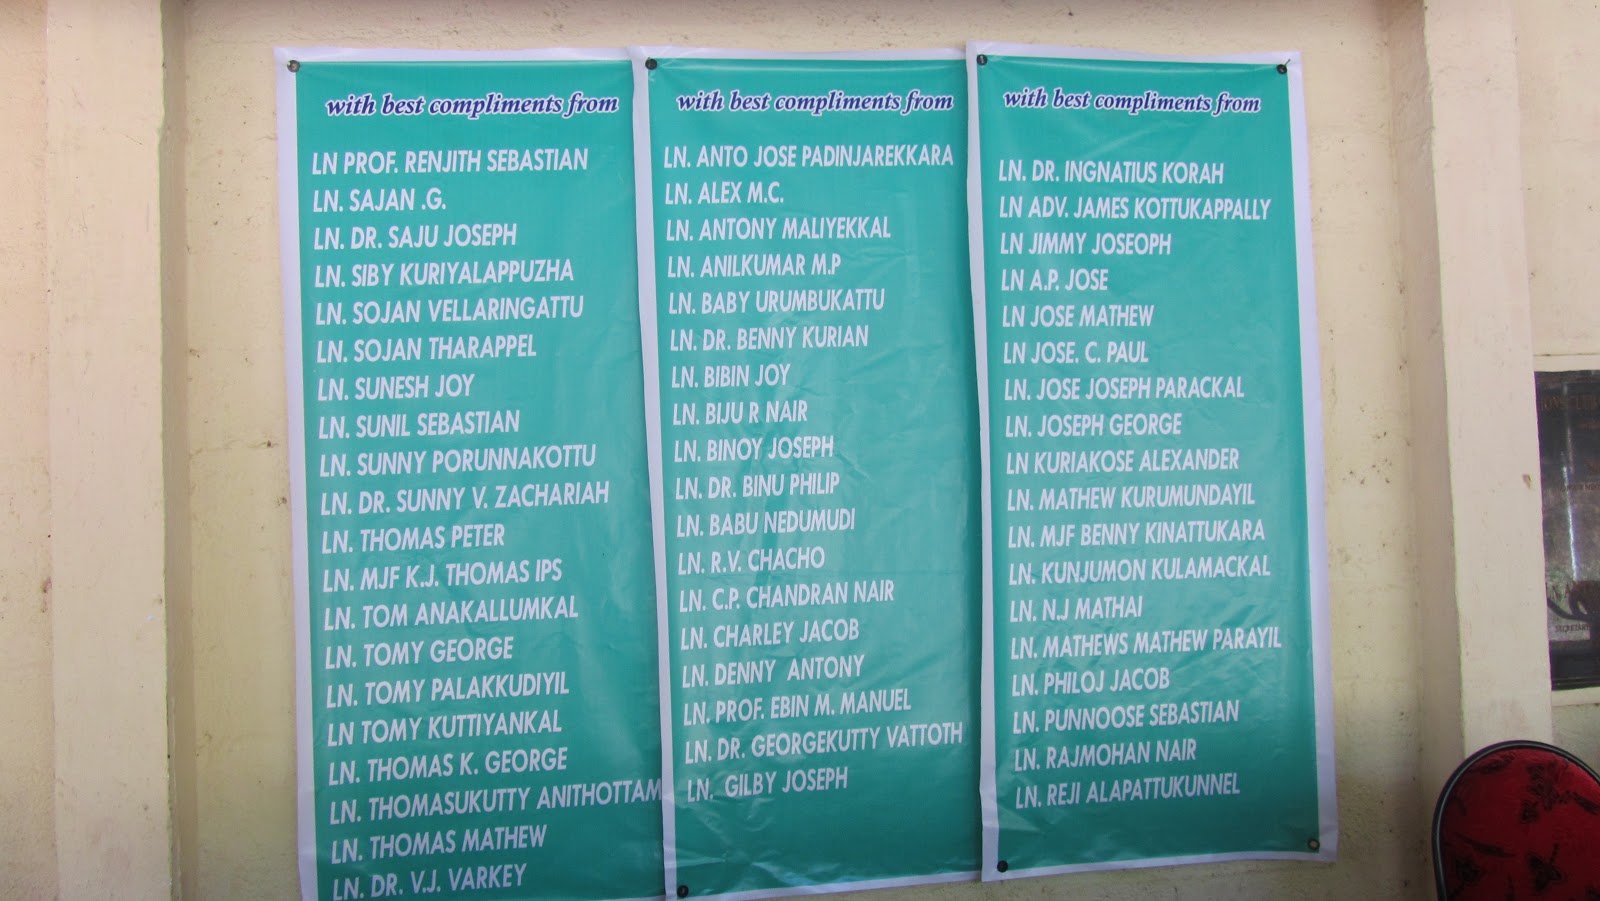 with best compliments from
LN PROF. RENJITH SEBASTIAN
LN. SAJAN .G.
LN. DR. SAJU JOSEPH
LN. SIBY KURIYALAPPUZHA
LN. SOJAN VELLARINGATTU
LN. SOJAN THARAPPEL
LN. SUNESH JOY
LN. SUNIL SEBASTIAN
LN. SUNNY PORUNNAKOTTU
LN. DR. SUNNY V. ZACHARIAH
LN. THOMAS PETER
LN. MJF K.J. THOMAS IPS
LN. TOM ANAKALLUMKAL
LN. TOMY GEORGE
LN. TOMY PALAKKUDIYIL
LN TOMY KUTTIYANKAL
LN. THOMAS K. GEORGE
LN. THOMASUKUTTY ANITHOTTAM
LN. THOMAS MATHEW
LN. DR. V.J. VARKEY
with best compliments from
LN. ANTO JOSE PADINJAREKKARA
LN. ALEX M.C.
LN. ANTONY MALIYEKKAL
LN. ANILKUMAR M.P
LN. BABY URUMBUKATTU
LN. DR. BENNY KURIAN
LN. BIBIN JOY
LN. BIJU R NAIR
LN. BINOY JOSEPH
LN. DR. BINU PHILIP
LN. BABU NEDUMUDI
LN. R.V. CHACHO
LN. C.P. CHANDRAN NAIR
LN. CHARLEY JACOB
LN. DENNY ANTONY
LN. PROF. EBIN M. MANUEL
LN. DR. GEORGEKUTTY VATTOTH
LN. GILBY JOSEPH
with best compliments from
LN. DR. INGNATIUS KORAH
LN ADV. JAMES KOTTUKAPPALLY
LN JIMMY JOSEOPH
LN A.P. JOSE
LN JOSE MATHEW
LN JOSE. C. PAUL
LN. JOSE JOSEPH PARACKAL
LN. JOSEPH GEORGE
LN KURIAKOSE ALEXANDER
LN. MATHEW KURUMUNDAYIL
LN. MJF BENNY KINATTUKARA
LN. KUNJUMON KULAMACKAL
LN. N.J MATHAI
LN. MATHEWS MATHEW PARAYIL
LN. PHILOJ JACOB
LN. PUNNOOSE SEBASTIAN
LN. RAJMOHAN NAIR
LN. REJI ALAPATTUKUNNEL